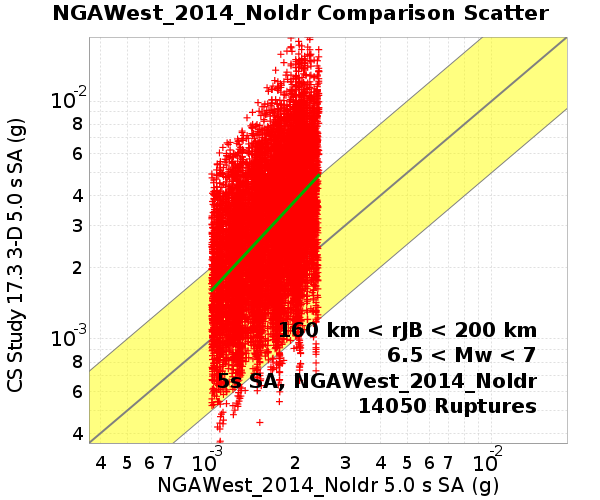 NGAWest_2014_NoIdr Comparison Scatter
CS Study 17.3 3-D 5.0 s SA (g)
10-2
8
6
4
3
2
10-3
8
6
4
160 km < rJB < 200 km
6.5 < Mw < 7
5s SA, NGAWest_2014_NoIdr
14050 Ruptures
4 5 6 7 10-3 2 3 4 5 6 7 10-2
NGAWest_2014_NoIdr 5.0 s SA (g)